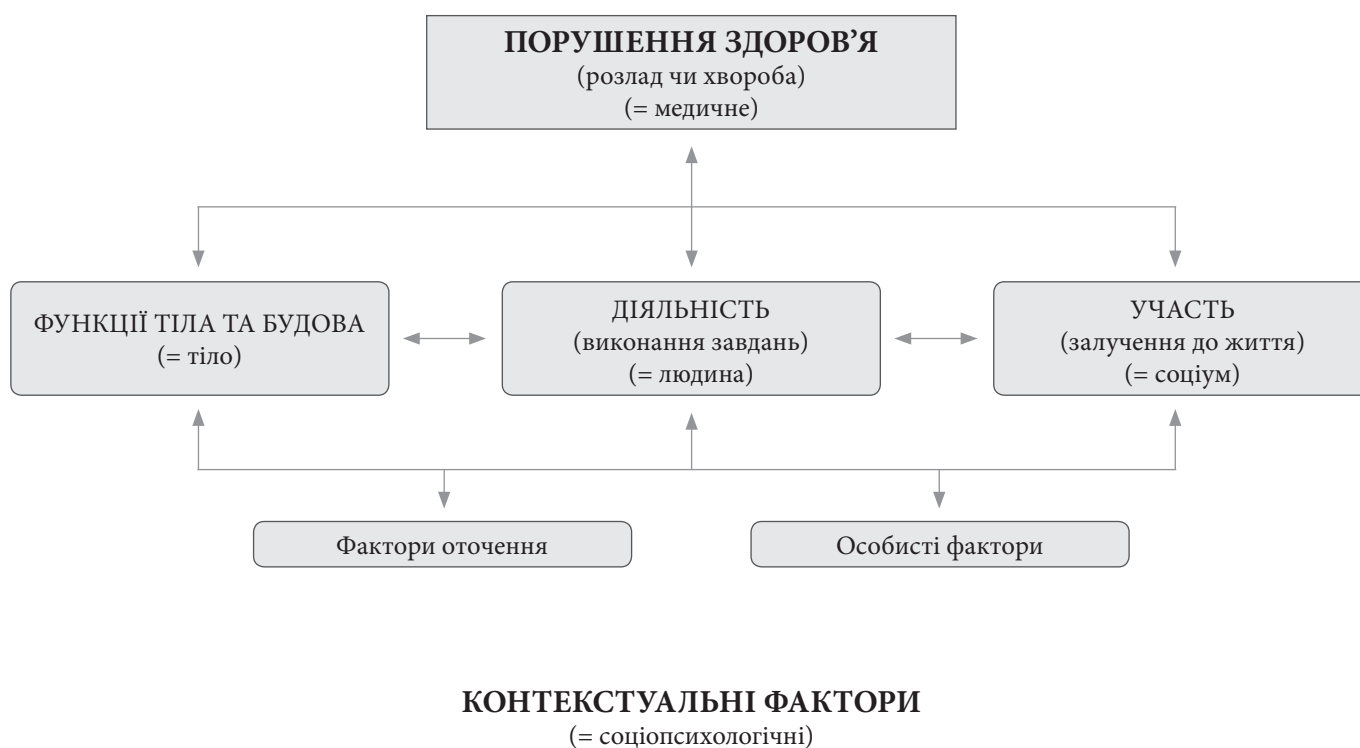 ПОРУШЕННЯ ЗДОРОВ’Я
(розлад чи хвороба)
(= медичне)
ФУНКЦІЇ ТІЛА ТА БУДОВА
(= тіло)
ДІЯЛЬНІСТЬ
(виконання завдань)
(= людина)
УЧАСТЬ
(залучення до життя)
(= соціум)
Фактори оточення
Особисті фактори
КОНТЕКСТУАЛЬНІ ФАКТОРИ
(= соціопсихологічні)